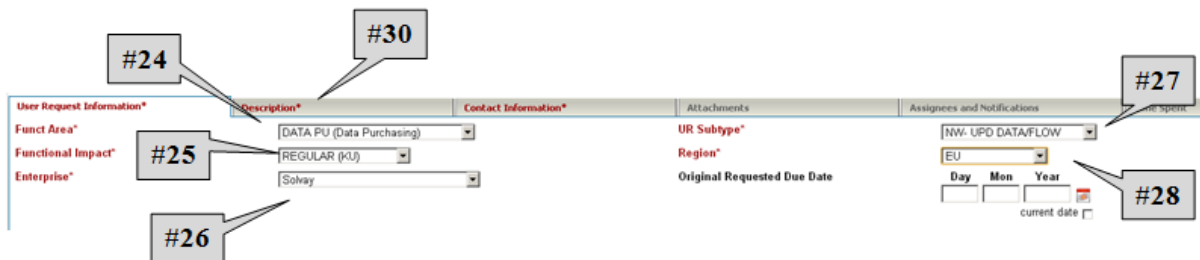 #30
#24
#27
User Request Information* Description* Contact Information* Attachments Assignees and Notifications Spent
Funct Area* DATA PU (Data Purchasing) UR Subtype* NW- UPD DATA/FLOW
#25
Functional Impact* REGULAR (KU) Region* EU
Enterprise* Solvay Original Requested Due Date Day Mon Year
#28
current date
#26